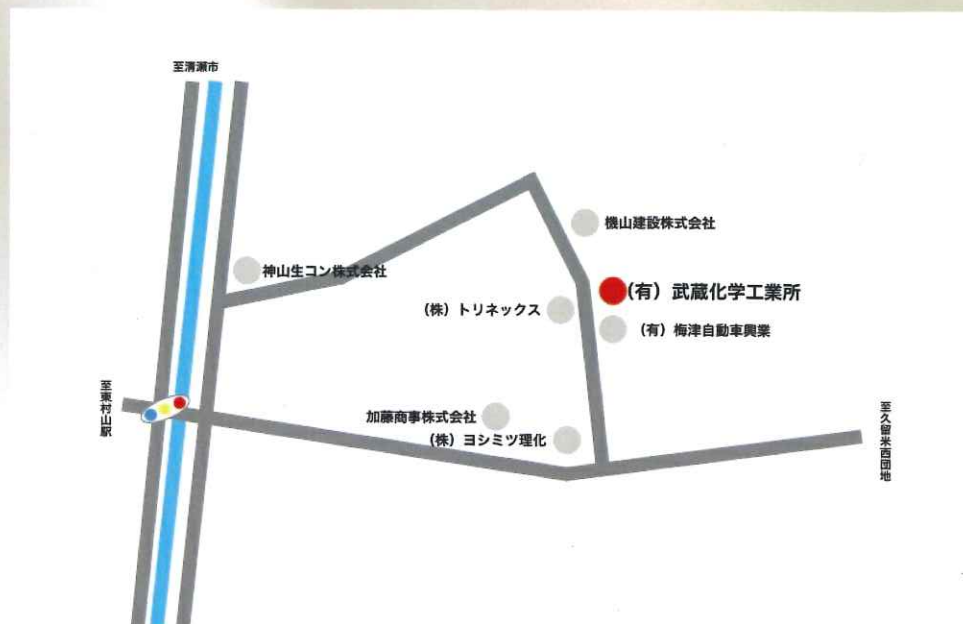 至清瀬市
機山建設株式会社
神山生コン株式会社
(有) 武蔵化学工業所
(株) トリネックス
(有) 梅津自動車興業
至東村山駅
加藤商事株式会社
(株) ヨシミツ理化
至久留米西団地